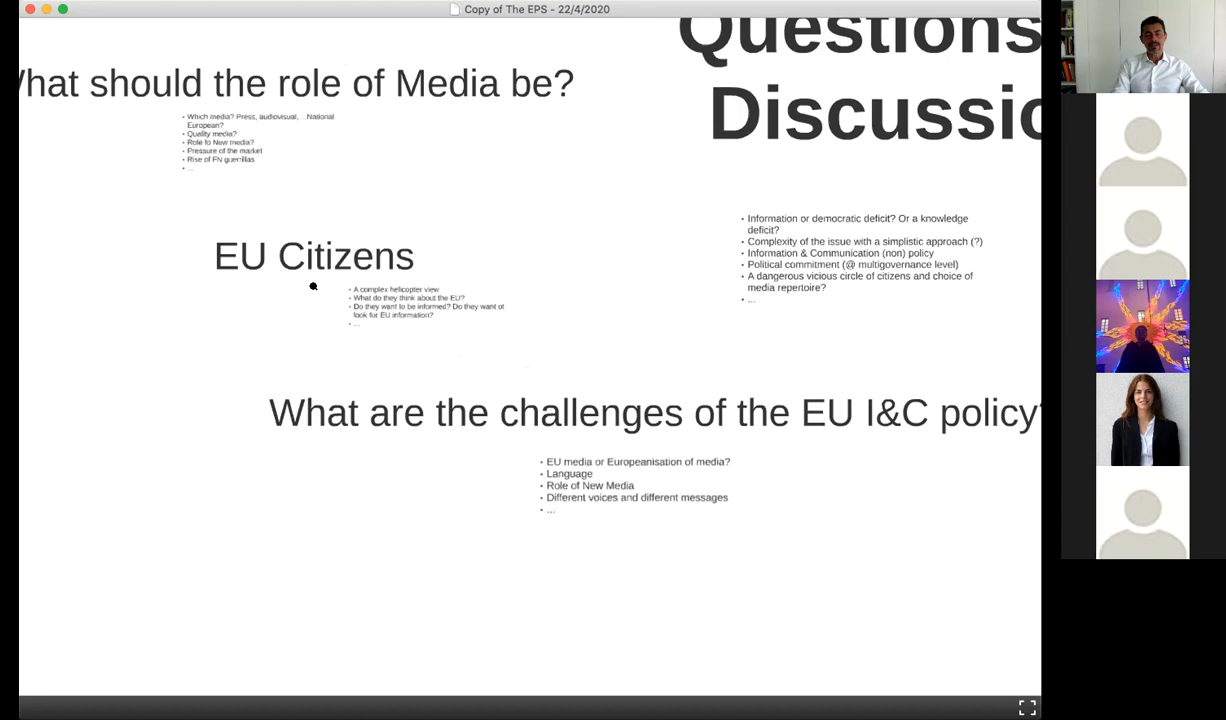 Copy of The EPS - 22/4/2020
Questions
Discussio
What should the role of Media be?
• Which media? Press, audiovisual, ...National
European?
• Quality media?
• Role fo New media?
• Pressure of the market
• Rise of FN guerrillas
• ...
• Information or democratic deficit? Or a knowledge
deficit?
• Complexity of the issue with a simplistic approach (?)
• Information & Communication (non) policy
• Political commitment (@ multigovernance level)
• A dangerous vicious circle of citizens and choice of
media repertoire?
• ...
EU Citizens
• A complex helicopter view
• What do they think about the EU?
• Do they want to be informed? Do they want ot
look for EU information?
• ...
What are the challenges of the EU I&C policy?
• EU media or Europeanisation of media?
• Language
• Role of New Media
• Different voices and different messages
• ...